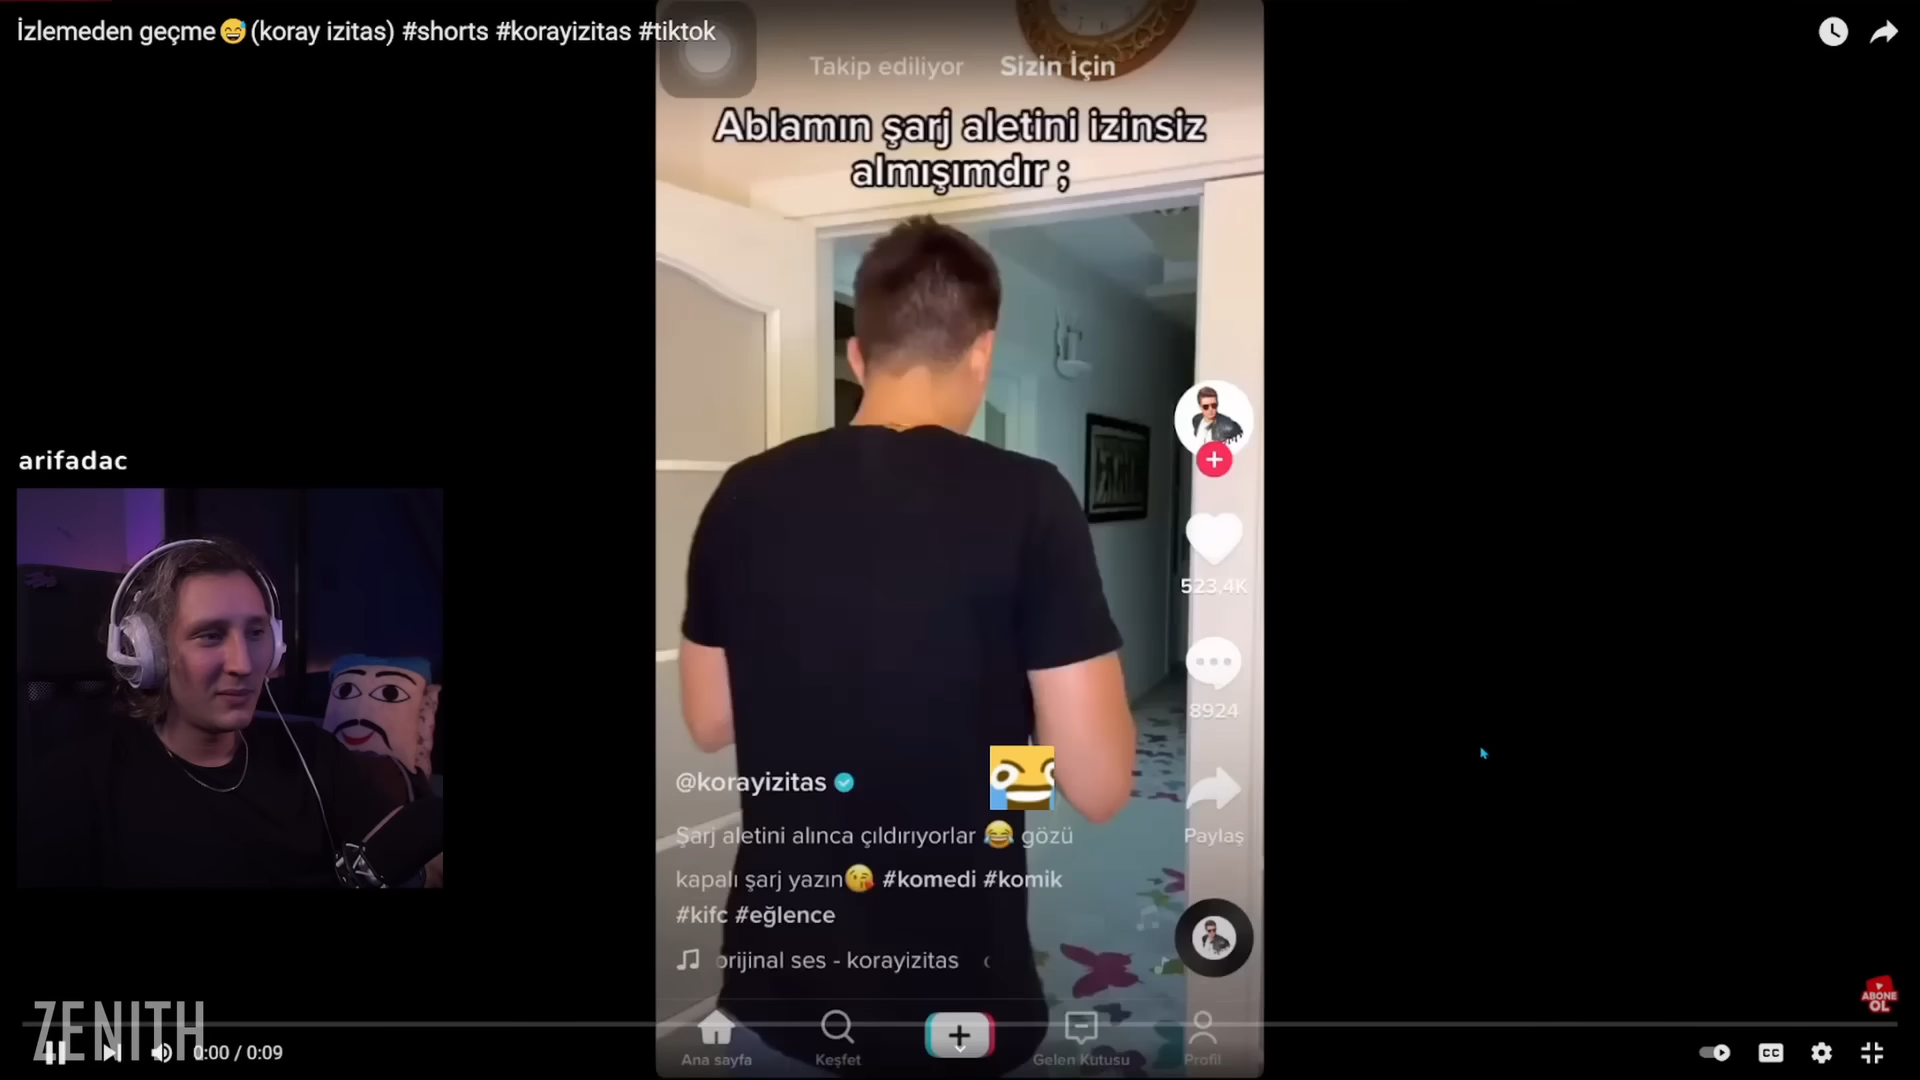 İzlemeden geçme😅(koray izitas) #shorts #korayizitas #tiktok
Takip ediliyor Sizin İçin
Ablamın şarj aletini izinsiz
almışımdır ;
arifadac
523,4K
8924
@korayizitas
Şarj aletini alınca çıldırıyorlar 😂 gözü
Paylaş
kapalı şarj yazın😘 #komedi #komik
#kifc #eğlence
orijinal ses - korayizitas
ABONE
OL
ZENITH
0:00 / 0:09
CC
Ana sayfa Keşfet Gelen Kutusu Profil